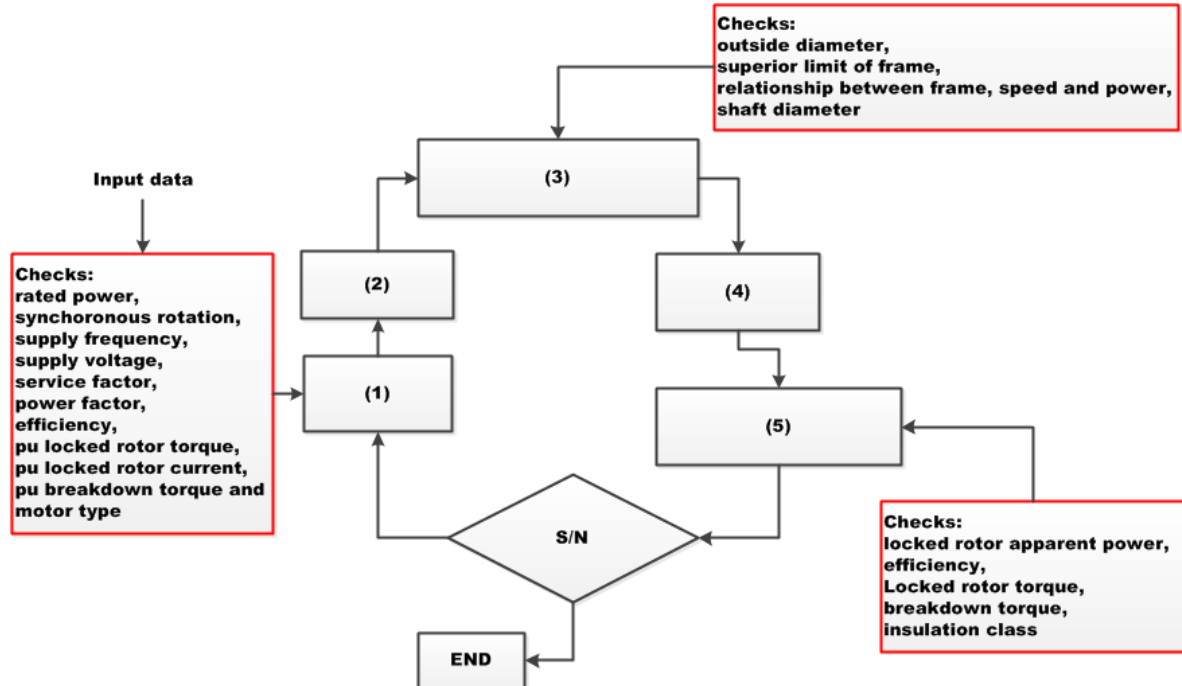 Checks:
outside diameter,
superior limit of frame,
relationship between frame, speed and power,
shaft diameter
(3)
Input data
Checks:
rated power,
synchoronous rotation,
supply frequency,
supply voltage,
service factor,
power factor,
efficiency,
pu locked rotor torque,
pu locked rotor current,
pu breakdown torque and
motor type
(2)
(4)
(1)
(5)
S/N
Checks:
locked rotor apparent power,
efficiency,
Locked rotor torque,
breakdown torque,
insulation class
END